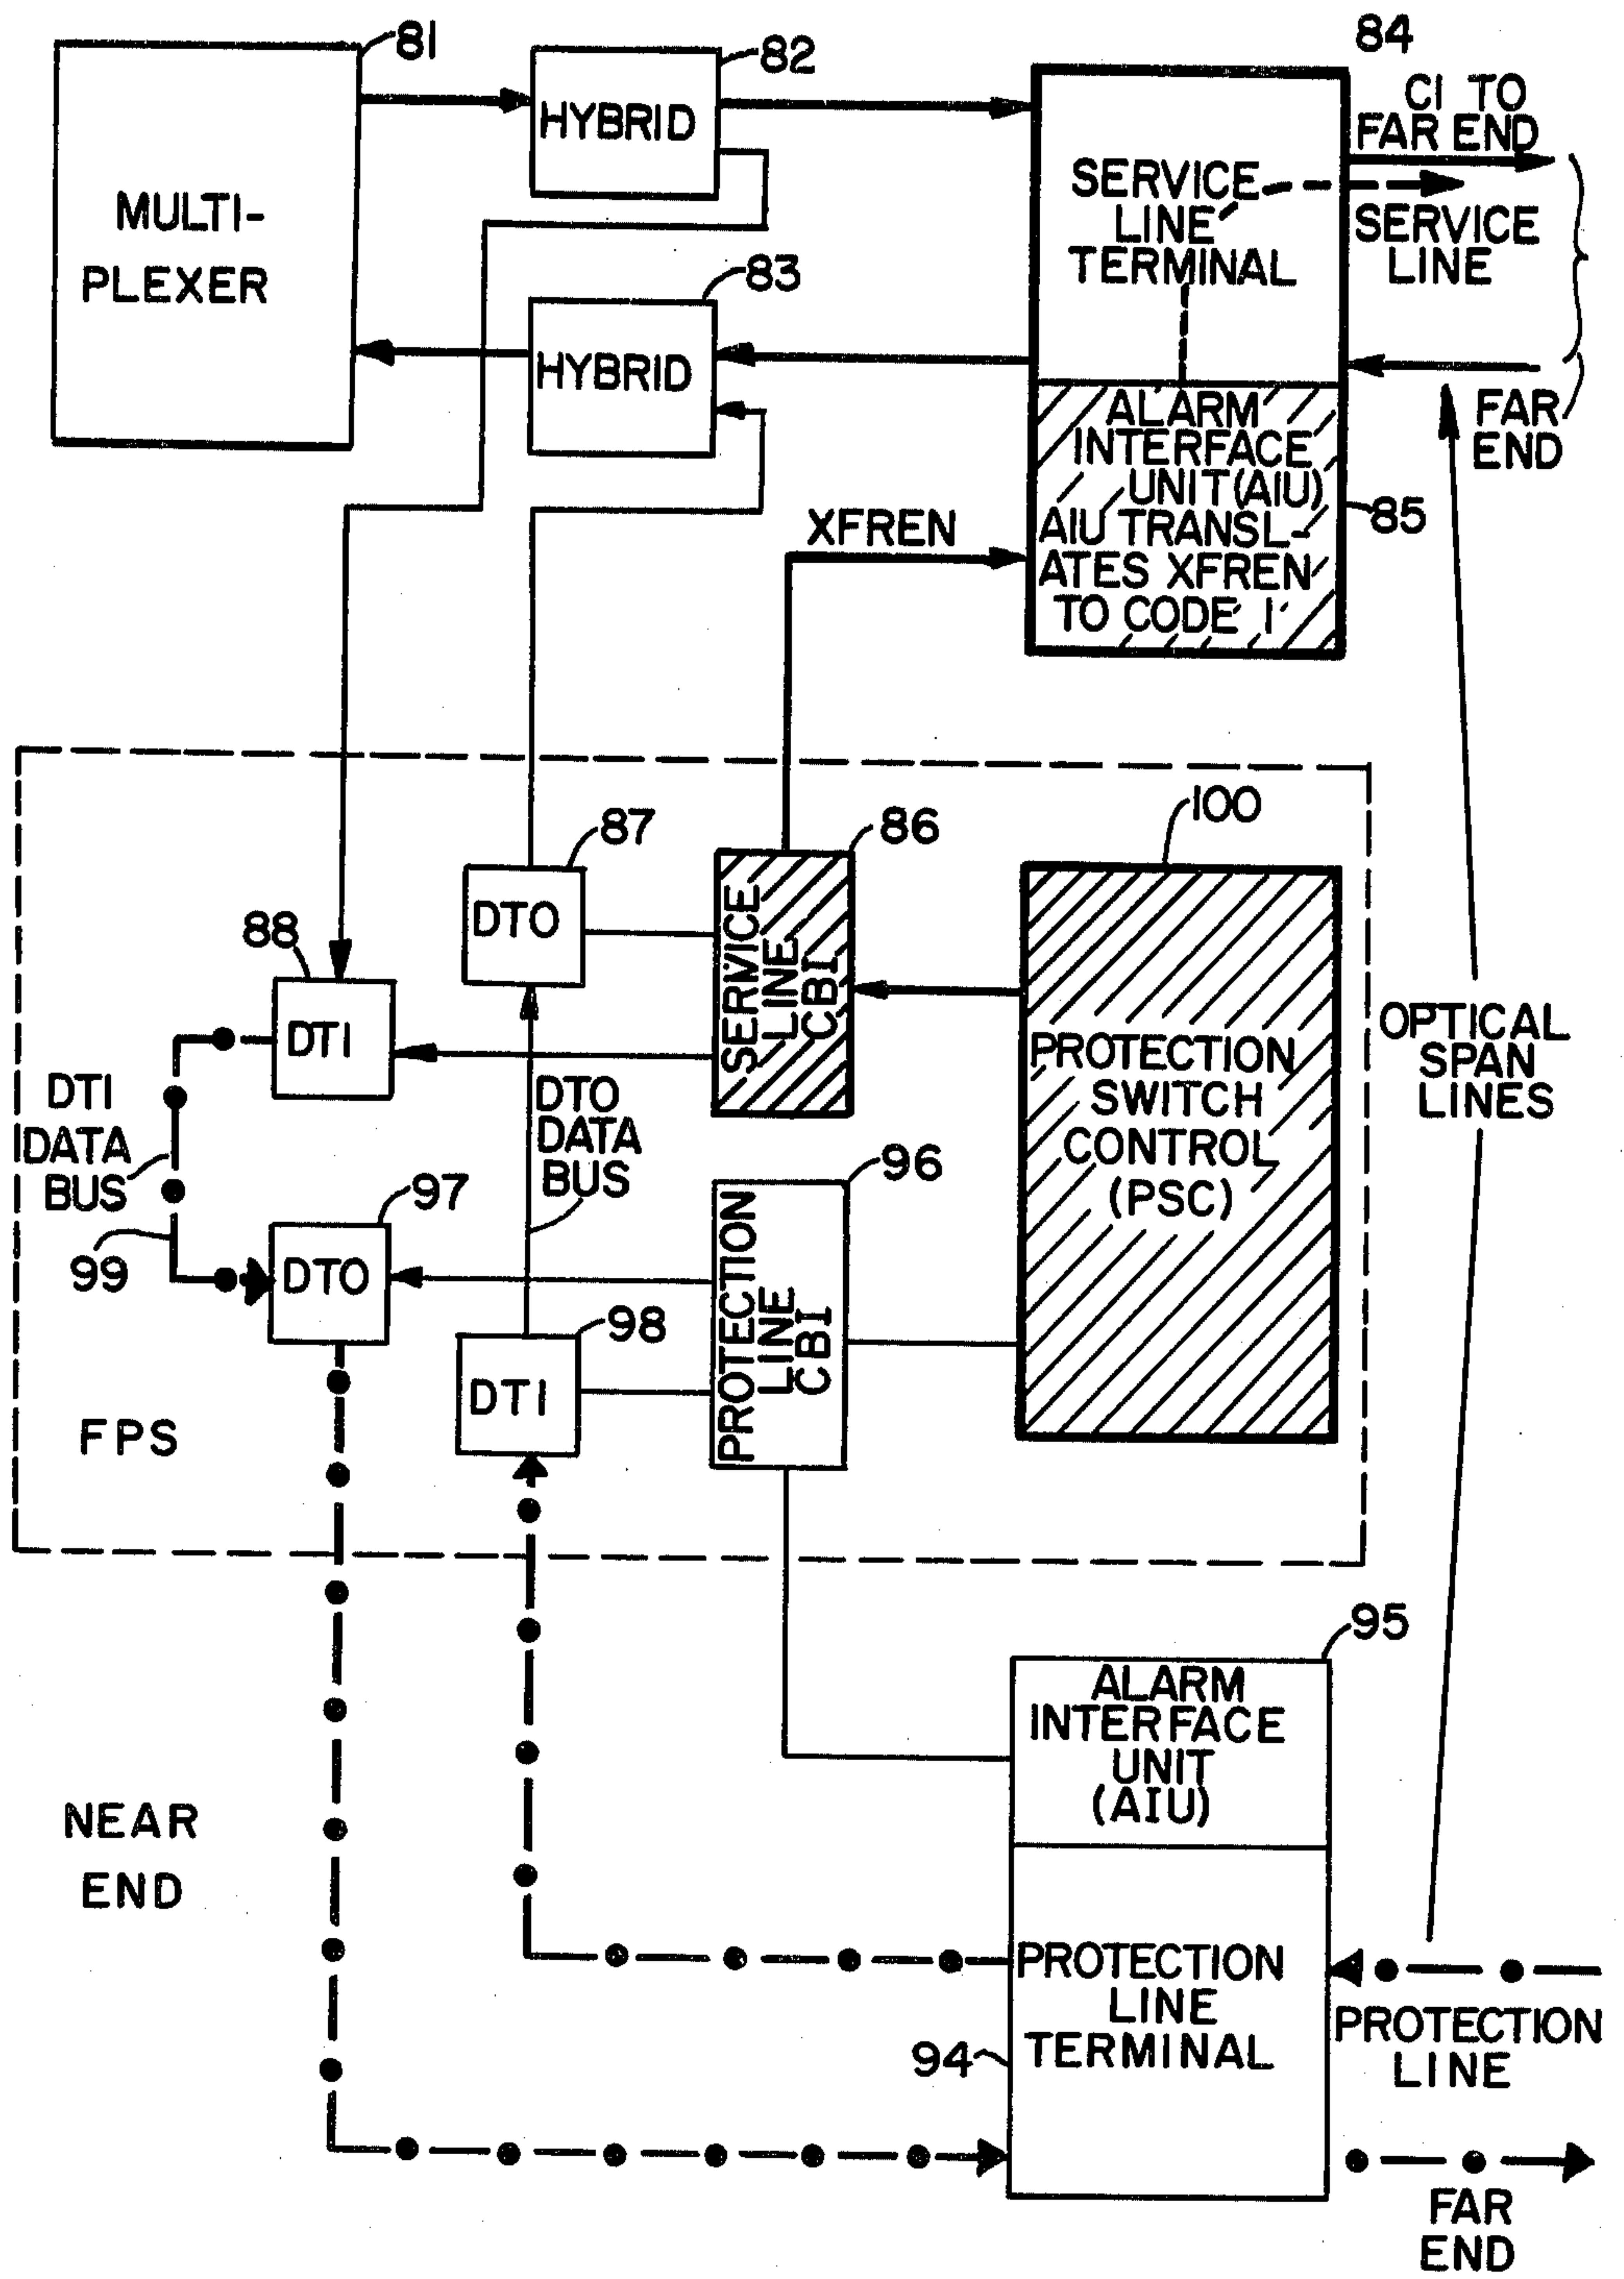 81
82
84
HYBRID
CI TO
FAR END
MULTI-
PLEXER
SERVICE
LINE
TERMINAL
SERVICE
LINE
83
HYBRID
FAR
END
ALARM
INTERFACE
UNIT(AIU)
AIU TRANSL-
ATES XFREN
TO CODE 1
85
XFREN
100
87
86
DTO
88
SERVICE
LINE
CBI
DTI
PROTECTION
SWITCH
CONTROL
(PSC)
OPTICAL
SPAN
LINES
DTI
DATA
BUS
DTO
DATA
BUS
96
97
99
DTO
PROTECTION
LINE
CBI
98
DTI
FPS
95
ALARM
INTERFACE
UNIT
(AIU)
NEAR
END
PROTECTION
LINE
TERMINAL
94
PROTECTION
LINE
FAR
END